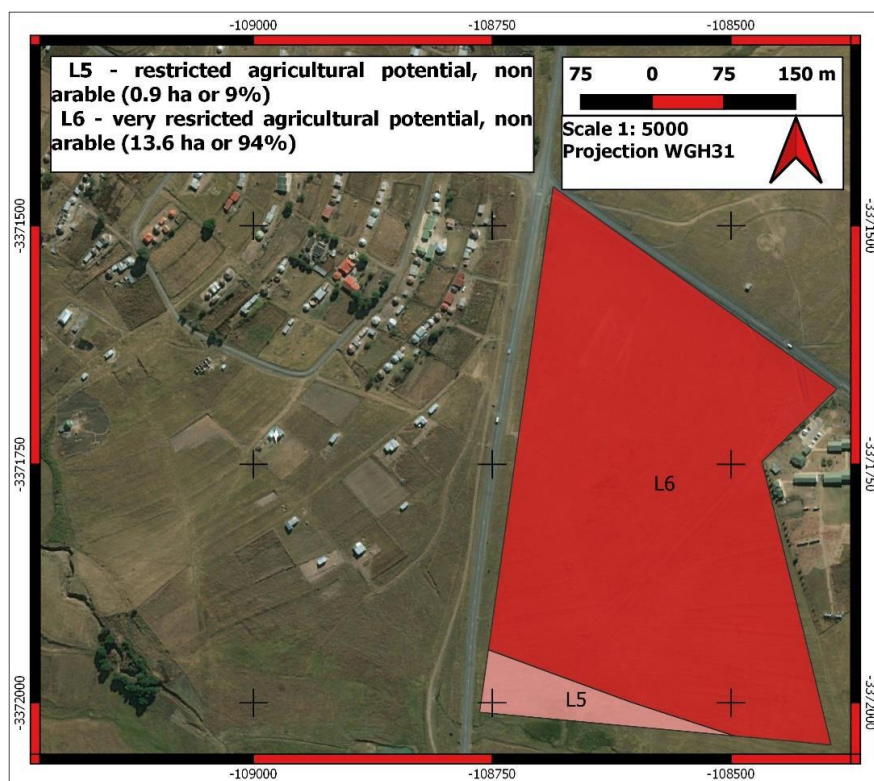 -109000 -108750 -108500
L5 - restricted agricultural potential, non
arable (0.9 ha or 9%)
L6 - very resricted agricultural potential, non
arable (13.6 ha or 94%)
75 0 75 150 m
Scale 1: 5000
Projection WGH31
-3371500 -3371500
-3371750 -3371750
L6
-3372000 -3372000
L5
-109000 -108750 -108500